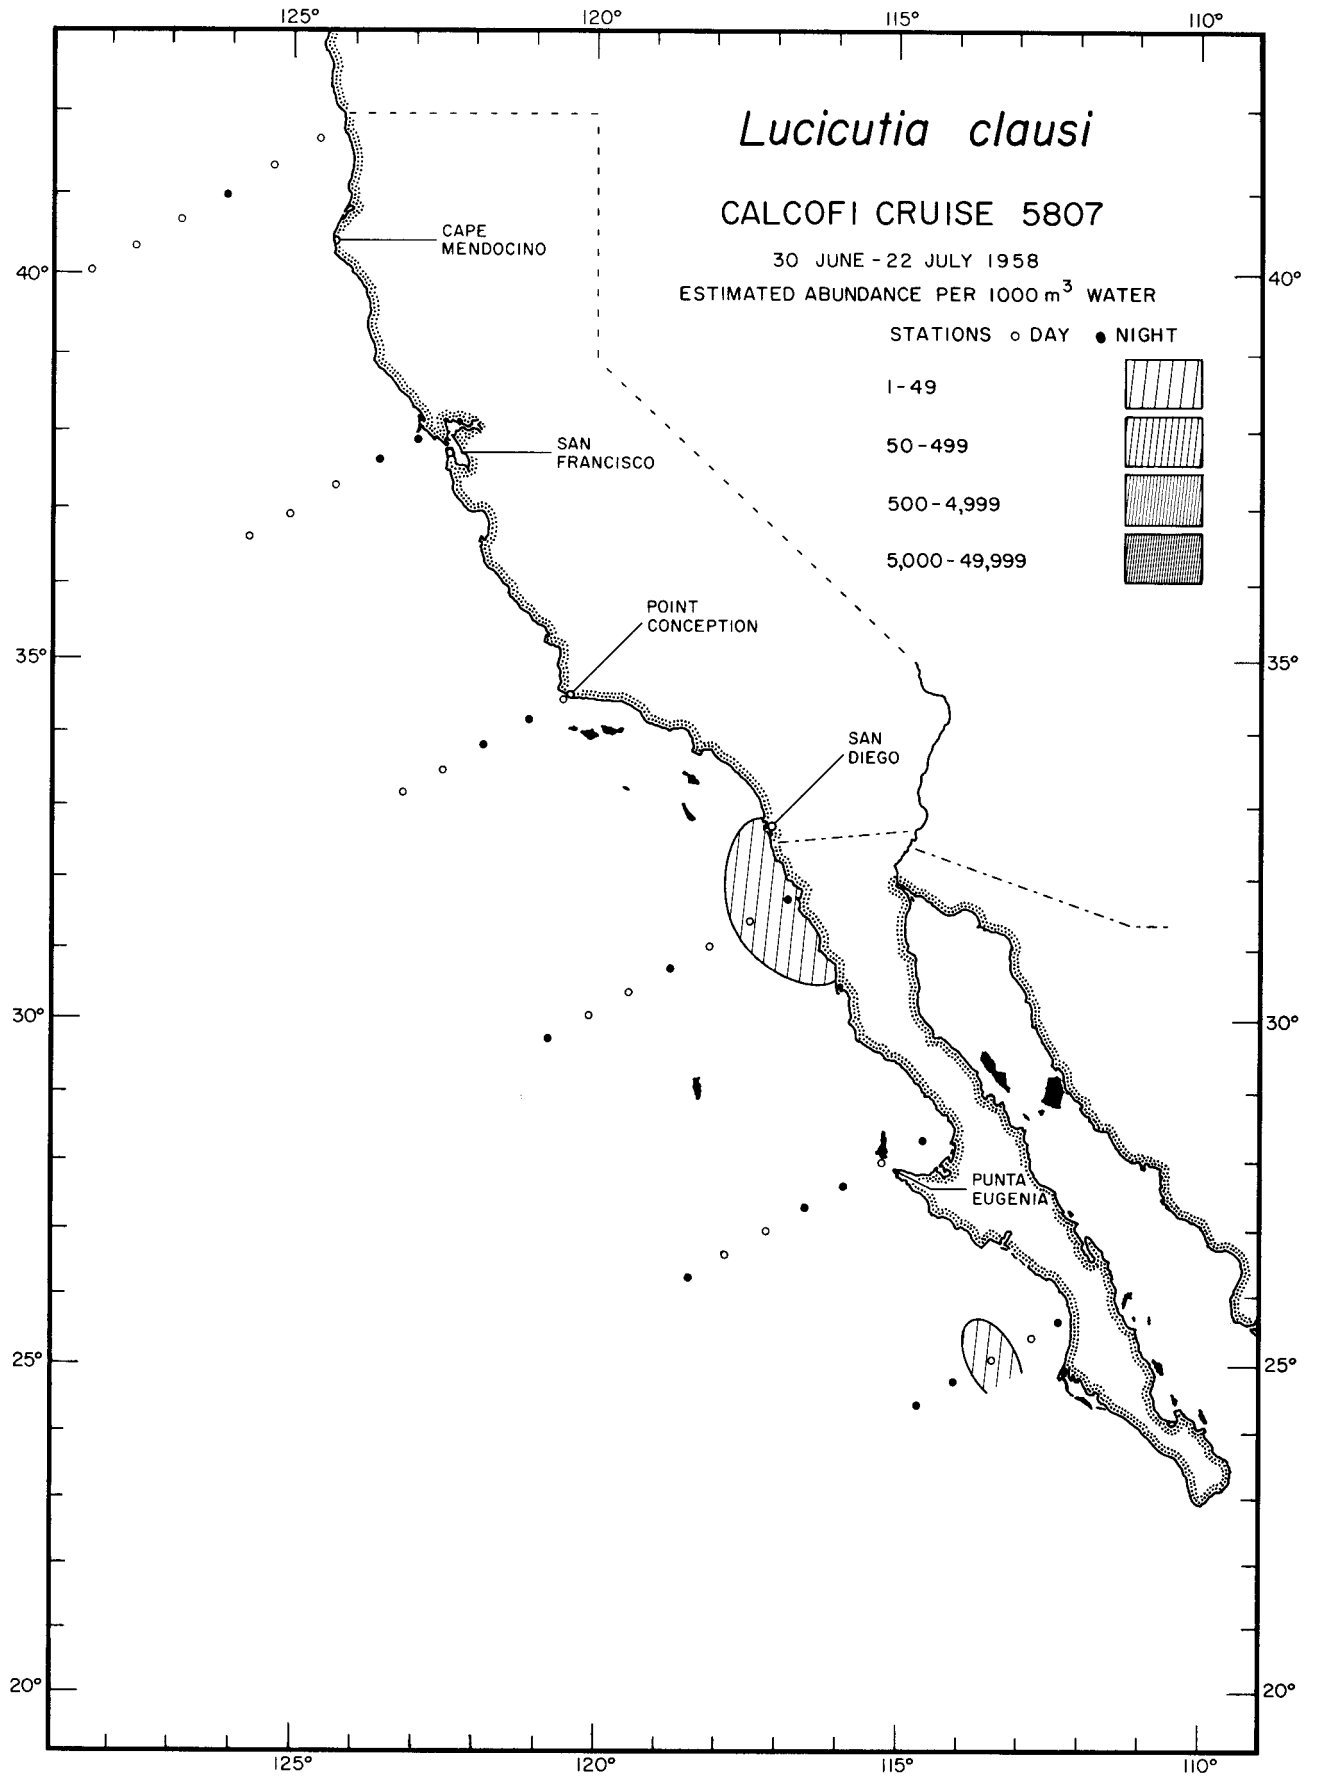 125° 120° 115° 110°
Lucicutia clausi
CALCOFI CRUISE 5807
30 JUNE - 22 JULY 1958
ESTIMATED ABUNDANCE PER 1000 m³ WATER
STATIONS ○ DAY ● NIGHT
1 - 49
50 - 499
500 - 4,999
5,000 - 49,999
CAPE
MENDOCINO
40° 40°
SAN
FRANCISCO
POINT
CONCEPTION
35° 35°
SAN
DIEGO
30° 30°
PUNTA
EUGENIA
25° 25°
20° 20°
125° 120° 115° 110°